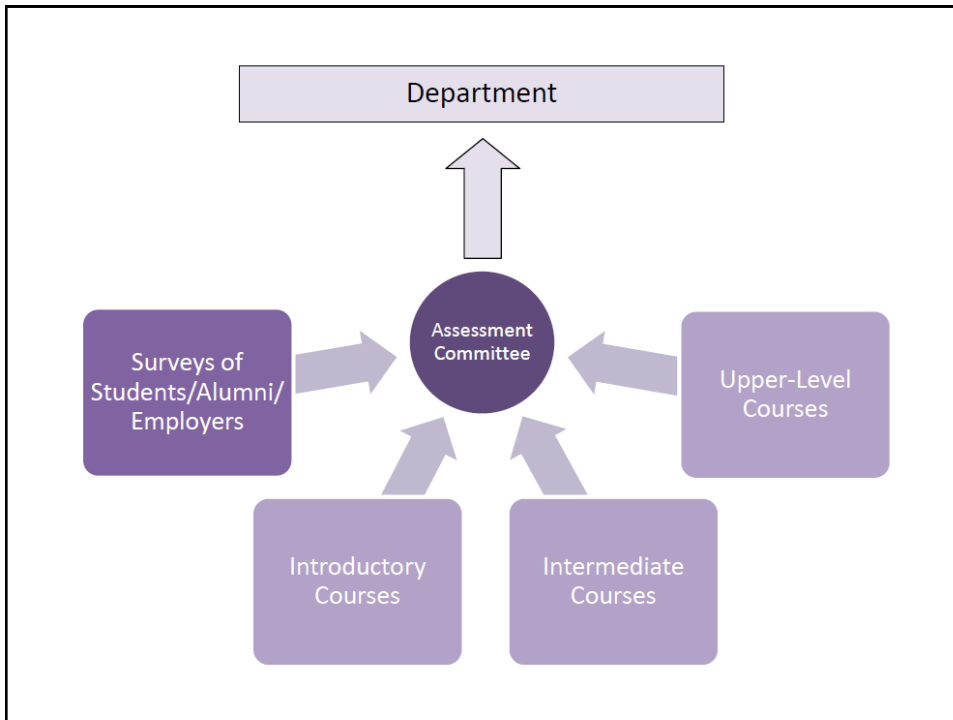 Department
Assessment
Committee
Surveys of
Students/Alumni/
Employers
Upper-Level
Courses
Introductory
Courses
Intermediate
Courses